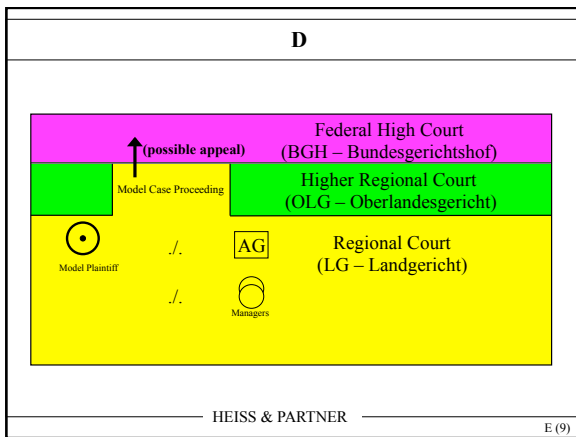 D
Federal High Court
(possible appeal)
(BGH – Bundesgerichtshof)
Model Case Proceeding
Higher Regional Court
(OLG – Oberlandesgericht)
./.
AG
Regional Court
(LG – Landgericht)
Model Plaintiff
./.
Managers
HEISS & PARTNER
E (9)